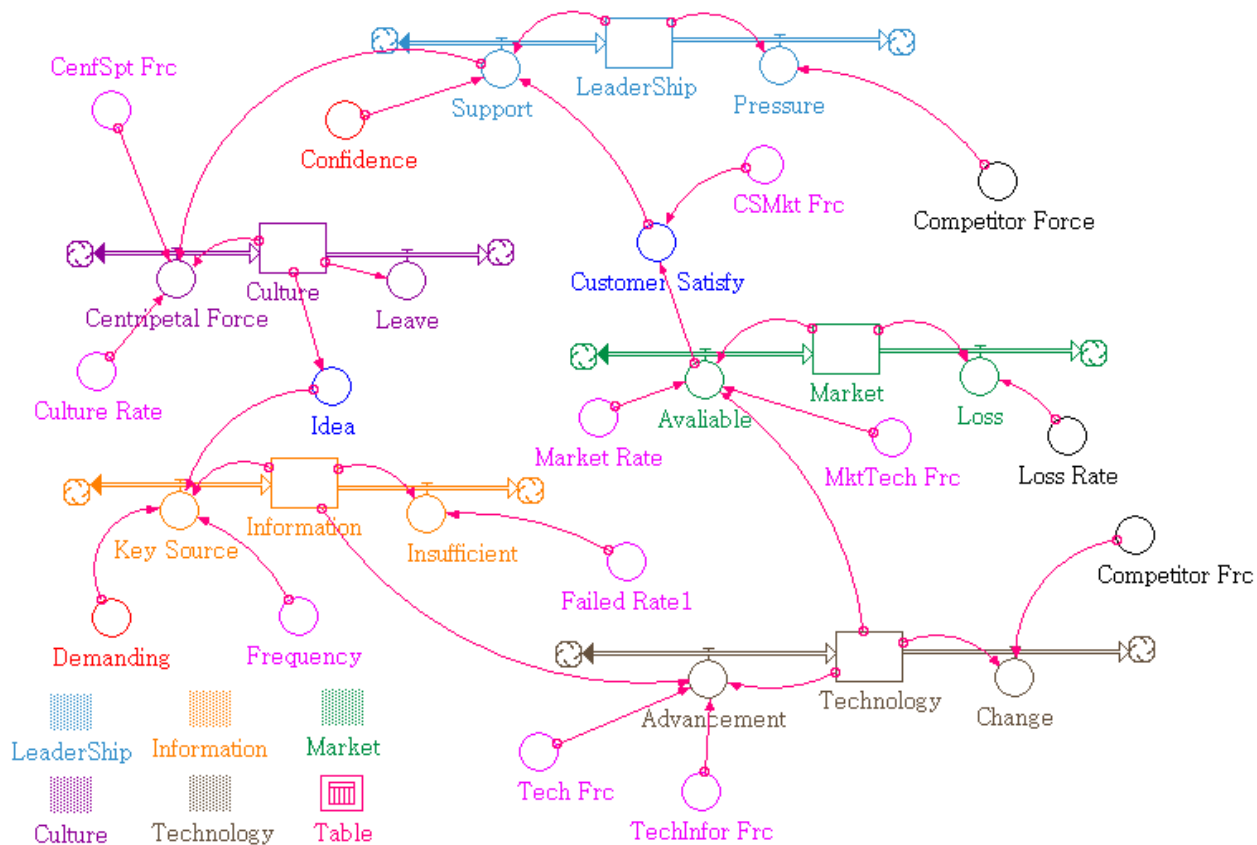 CenfSpt Frc
LeaderShip
Support
Pressure
Confidence
CSMkt Frc
Competitor Force
Customer Satisfy
Culture
Centripetal Force
Leave
Culture Rate
Idea
Market
Avaliable
Loss
Market Rate
MktTech Frc
Loss Rate
Information
Key Source
Insufficient
Failed Rate1
Competitor Frc
Demanding
Frequency
Technology
Advancement
Change
Tech Frc
TechInfor Frc
LeaderShip
Information
Market
Culture
Technology
Table